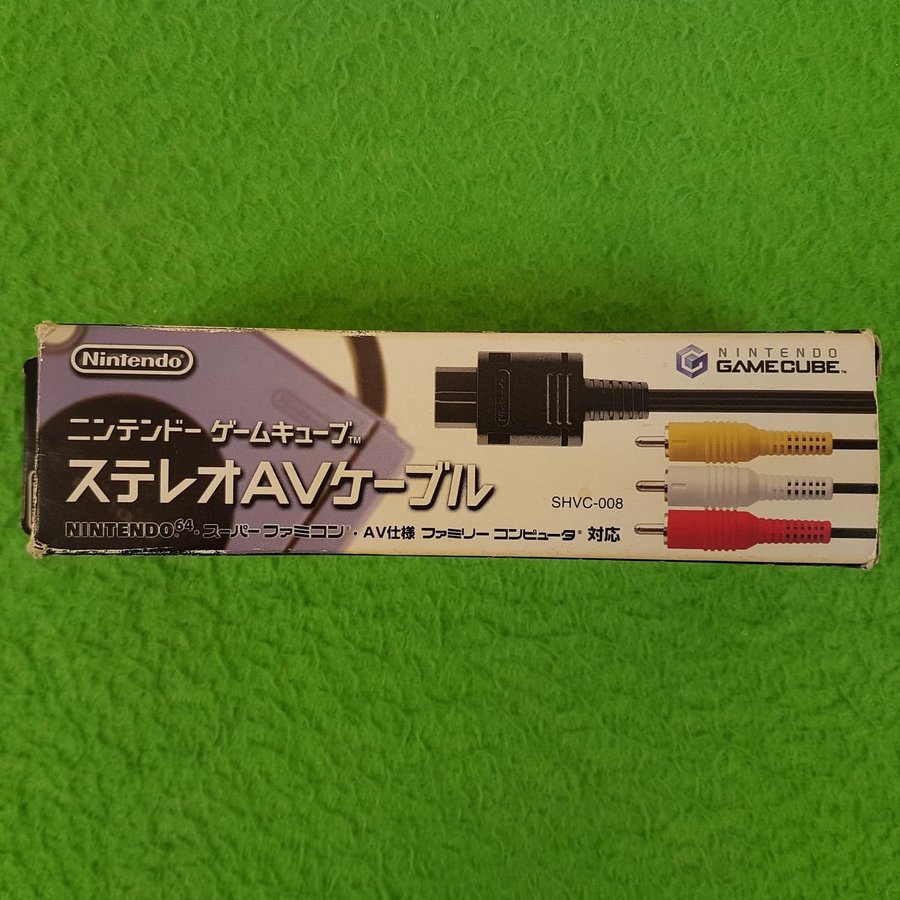 Nintendo
NINTENDO
GAMECUBE™
ニンテンドー ゲームキューブ™
ステレオAVケーブル
SHVC-008
NINTENDO64・スーパーファミコン®・AV仕様 ファミリー コンピュータ® 対応
Nintendo